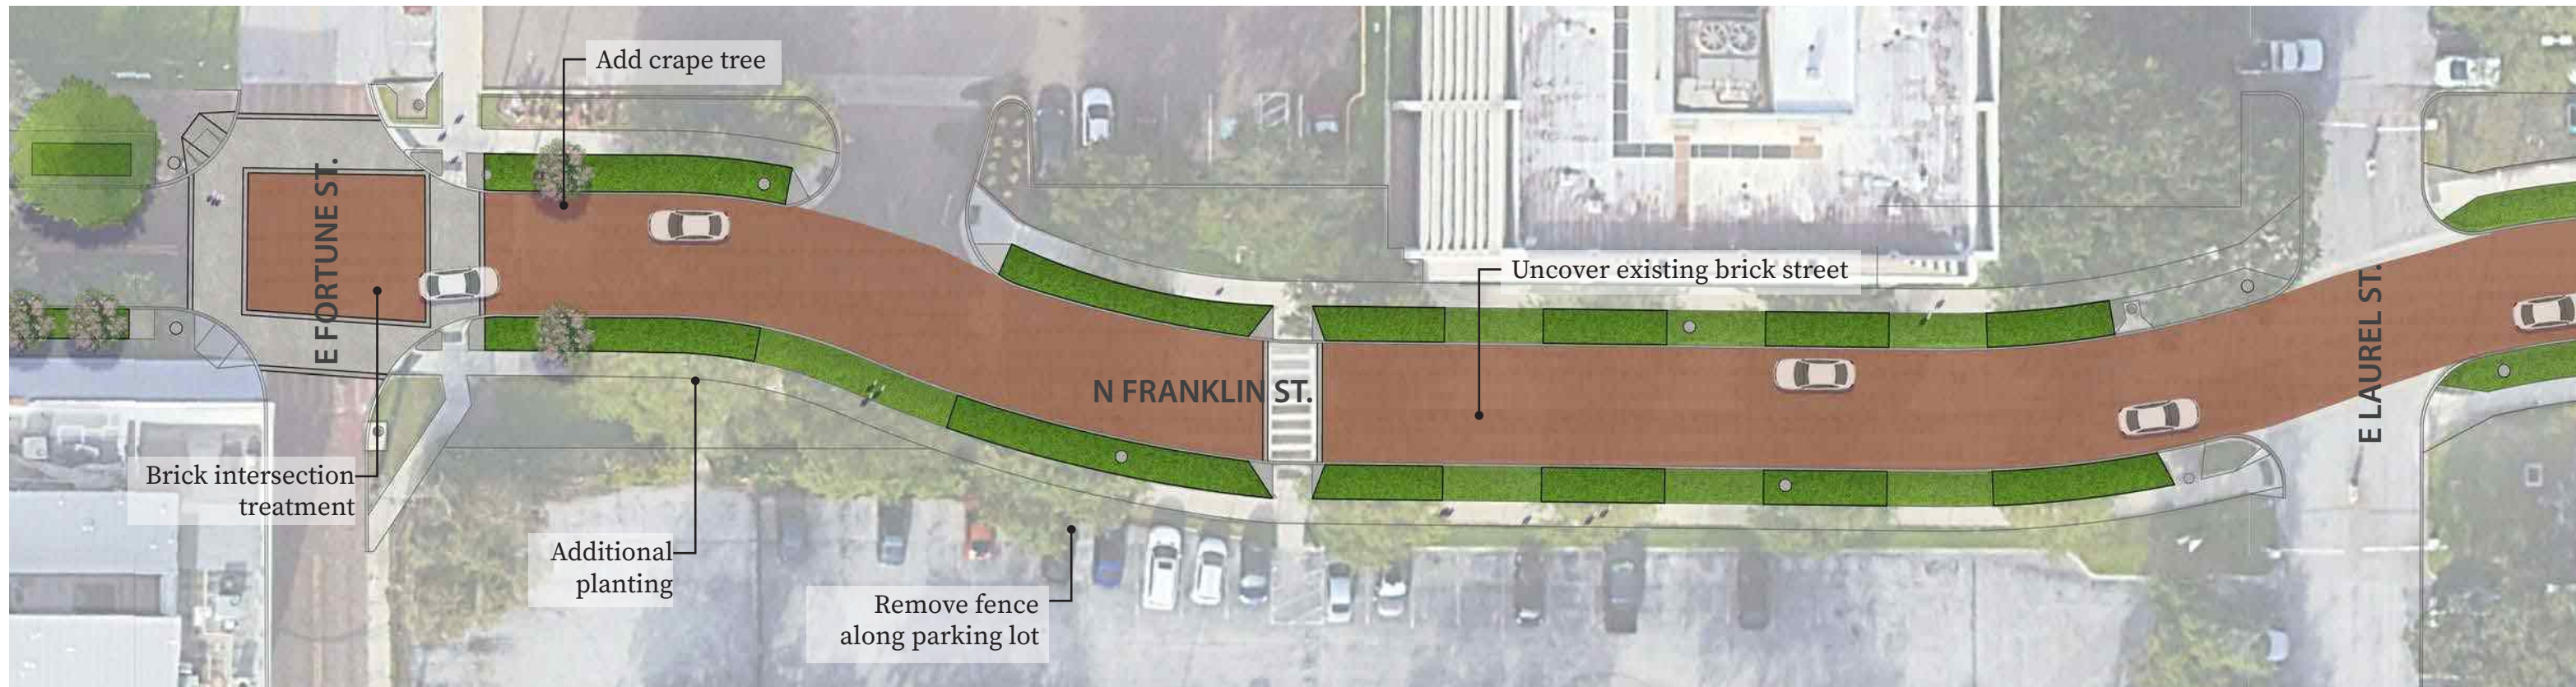 Add crape tree
Uncover existing brick street
E FORTUNE ST.
N FRANKLIN ST.
E LAUREL ST.
Brick intersection
treatment
Additional
planting
Remove fence
along parking lot